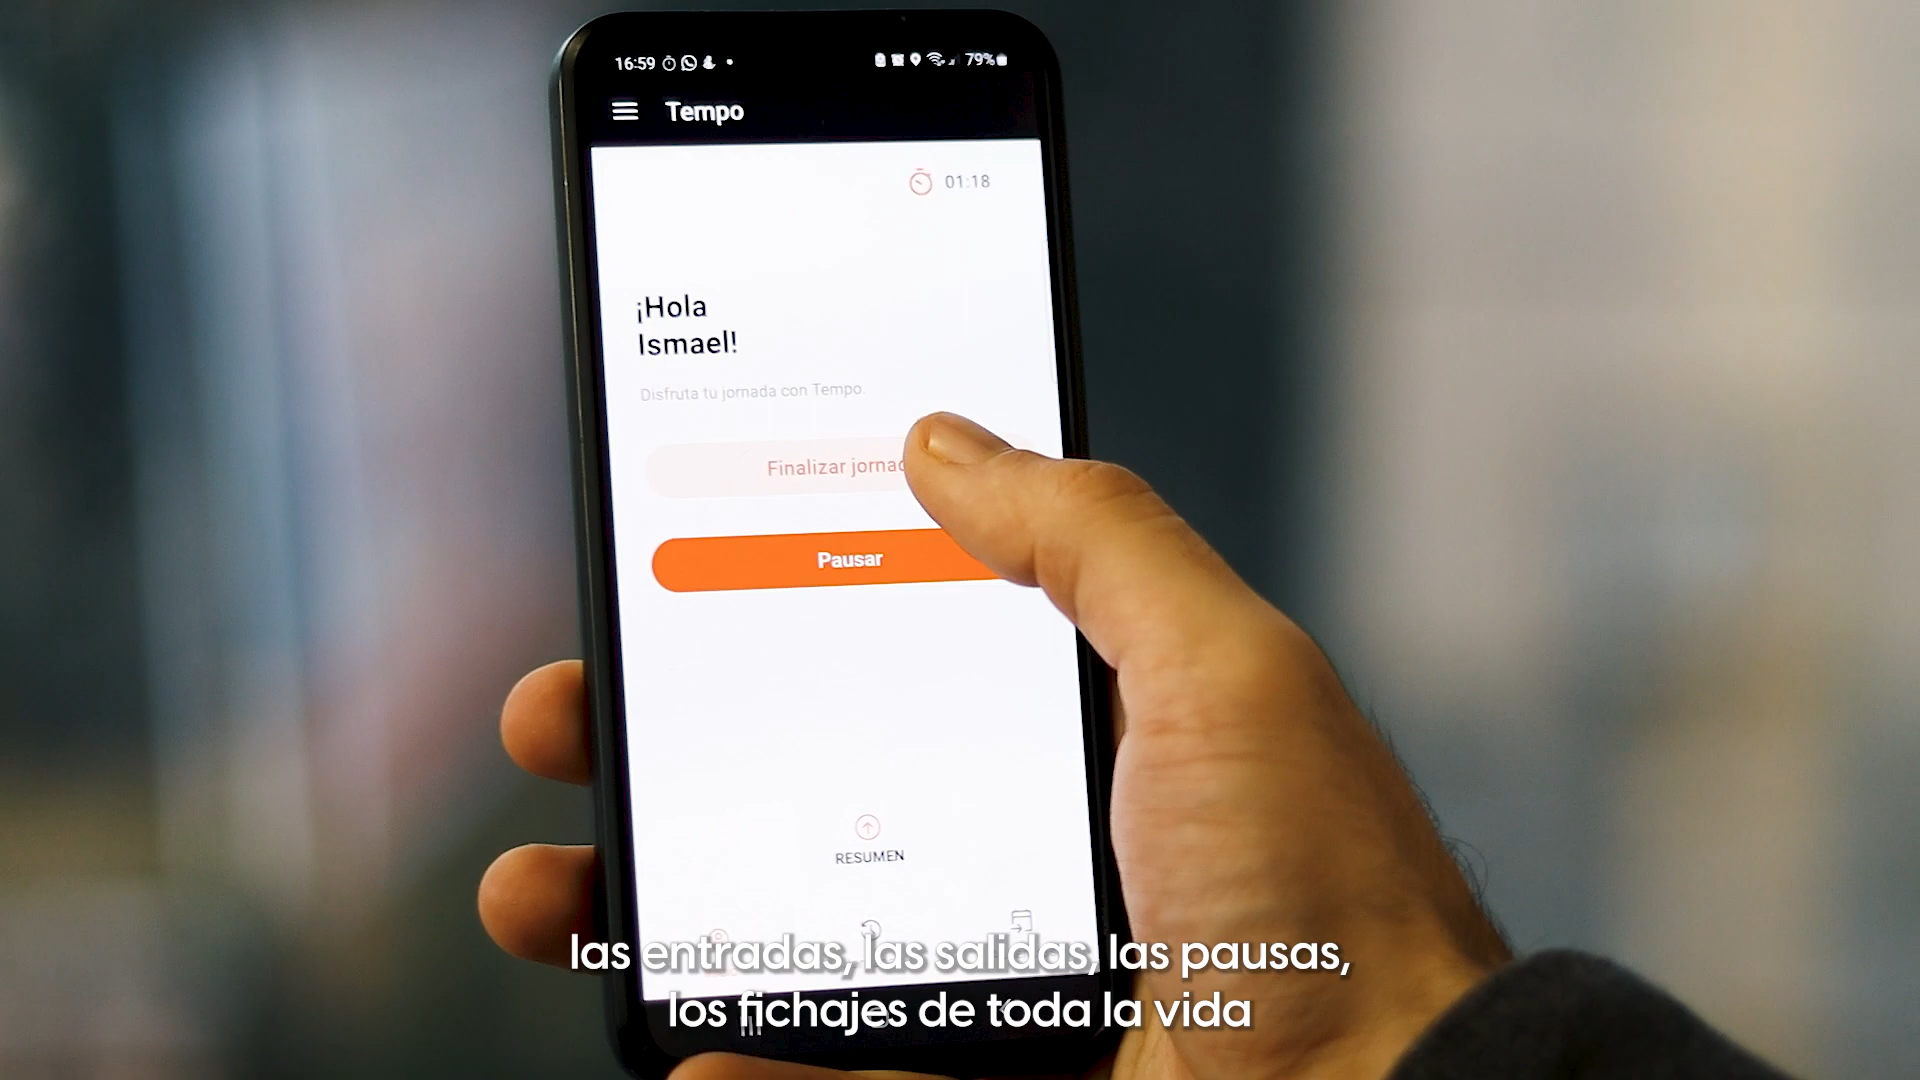 16:59
79%
Tempo
01:18
¡Hola
Ismael!
Disfruta tu jornada con Tempo.
Finalizar jornad
Pausar
RESUMEN
las entradas, las salidas, las pausas,
los fichajes de toda la vida